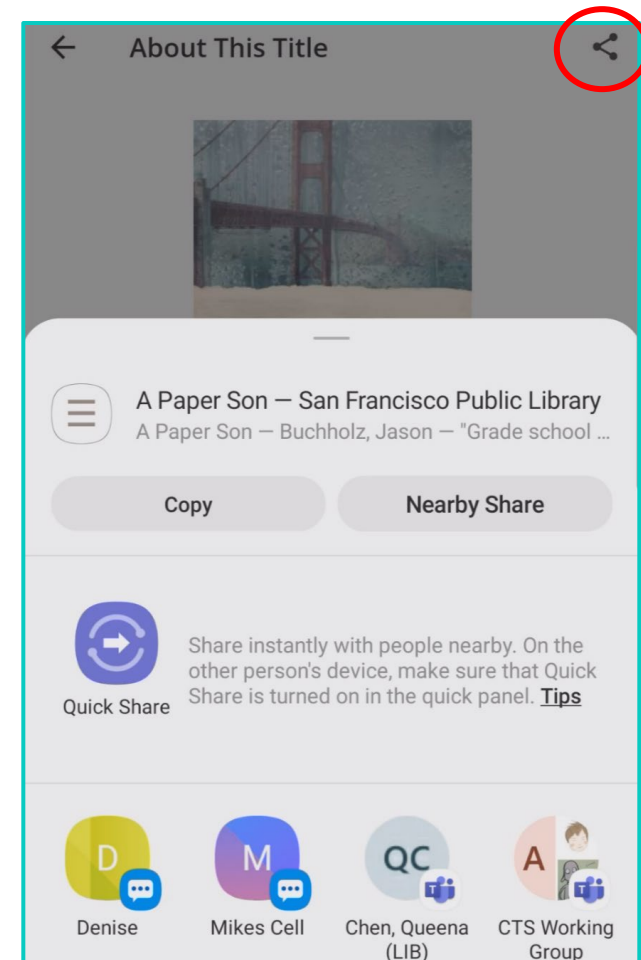 About This Title
A Paper Son — San Francisco Public Library
A Paper Son — Buchholz, Jason — "Grade school ...
Copy
Nearby Share
Share instantly with people nearby. On the
other person's device, make sure that Quick
Share is turned on in the quick panel. Tips
Quick Share
D
M
QC
A
Denise
Mikes Cell
Chen, Queena
(LIB)
CTS Working
Group